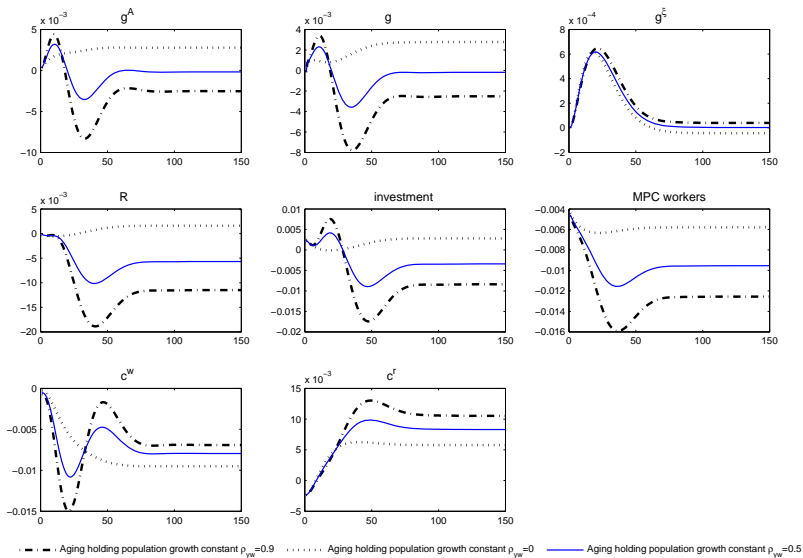 g^A
g
g^ξ
x 10^-3
x 10^-3
x 10^-4
5
0
−5
−10
0 50 100 150
4
2
0
−2
−4
−6
−8
0 50 100 150
8
6
4
2
0
−2
0 50 100 150
R
investment
MPC workers
x 10^-3
5
0
−5
−10
−15
−20
0 50 100 150
0.01
0.005
0
−0.005
−0.01
−0.015
−0.02
0 50 100 150
−0.004
−0.006
−0.008
−0.01
−0.012
−0.014
−0.016
0 50 100 150
c^w
c^r
0
−0.005
−0.01
−0.015
0 50 100 150
x 10^-3
15
10
5
0
−5
0 50 100 150
Aging holding population growth constant ρ_yw=0.9 Aging holding population growth constant ρ_yw=0 Aging holding population growth constant ρ_yw=0.5